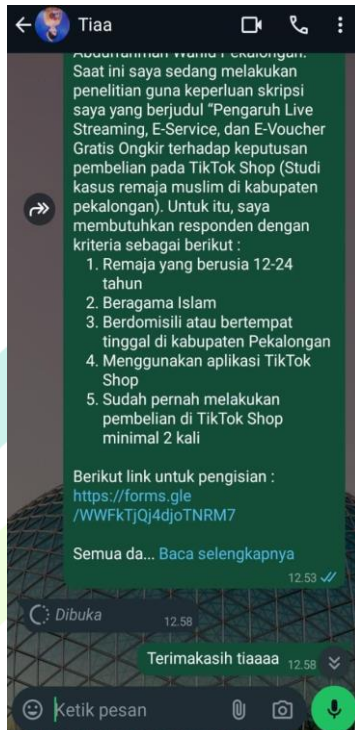 Tiaa
Abdurrahman Wahid Pekalongan.
Saat ini saya sedang melakukan
penelitian guna keperluan skripsi
saya yang berjudul “Pengaruh Live
Streaming, E-Service, dan E-Voucher
Gratis Ongkir terhadap keputusan
pembelian pada TikTok Shop (Studi
kasus remaja muslim di kabupaten
pekalongan). Untuk itu, saya
membutuhkan responden dengan
kriteria sebagai berikut :
1. Remaja yang berusia 12-24
tahun
2. Beragama Islam
3. Berdomisili atau bertempat
tinggal di kabupaten Pekalongan
4. Menggunakan aplikasi TikTok
Shop
5. Sudah pernah melakukan
pembelian di TikTok Shop
minimal 2 kali
Berikut link untuk pengisian :
https://forms.gle
/WWFkTjQj4djoTNRM7
Semua da... Baca selengkapnya
12.53
Dibuka 12.58
Terimakasih tiaaaa 12.58
Ketik pesan